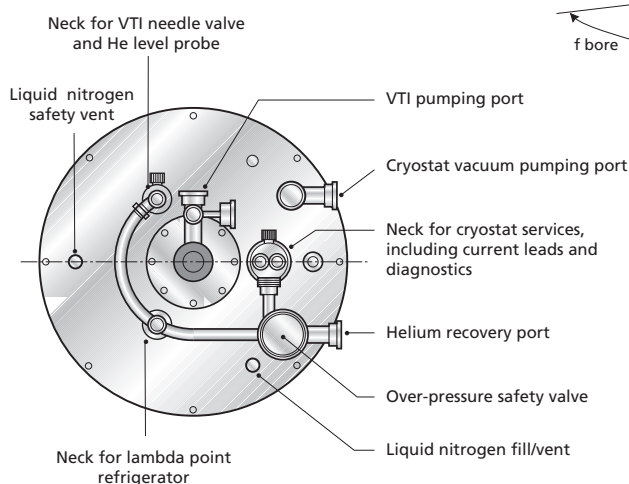 Neck for VTI needle valve
and He level probe
f bore
Liquid nitrogen
safety vent
VTI pumping port
Cryostat vacuum pumping port
Neck for cryostat services,
including current leads and
diagnostics
Helium recovery port
Over-pressure safety valve
Liquid nitrogen fill/vent
Neck for lambda point
refrigerator